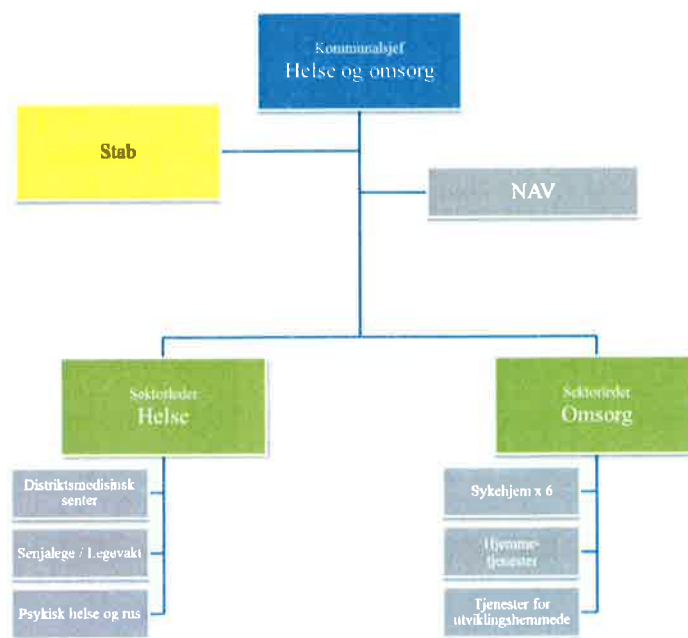 Kommunalsjef
Helse og omsorg
Stab
NAV
Sektorleder
Helse
Sektorleder
Omsorg
Distriktsmedisinsk
senter
Senjalege / Legevakt
Psykisk helse og rus
Sykehjem x 6
Hjemme-
tjenester
Tjenester for
utviklingshemmede